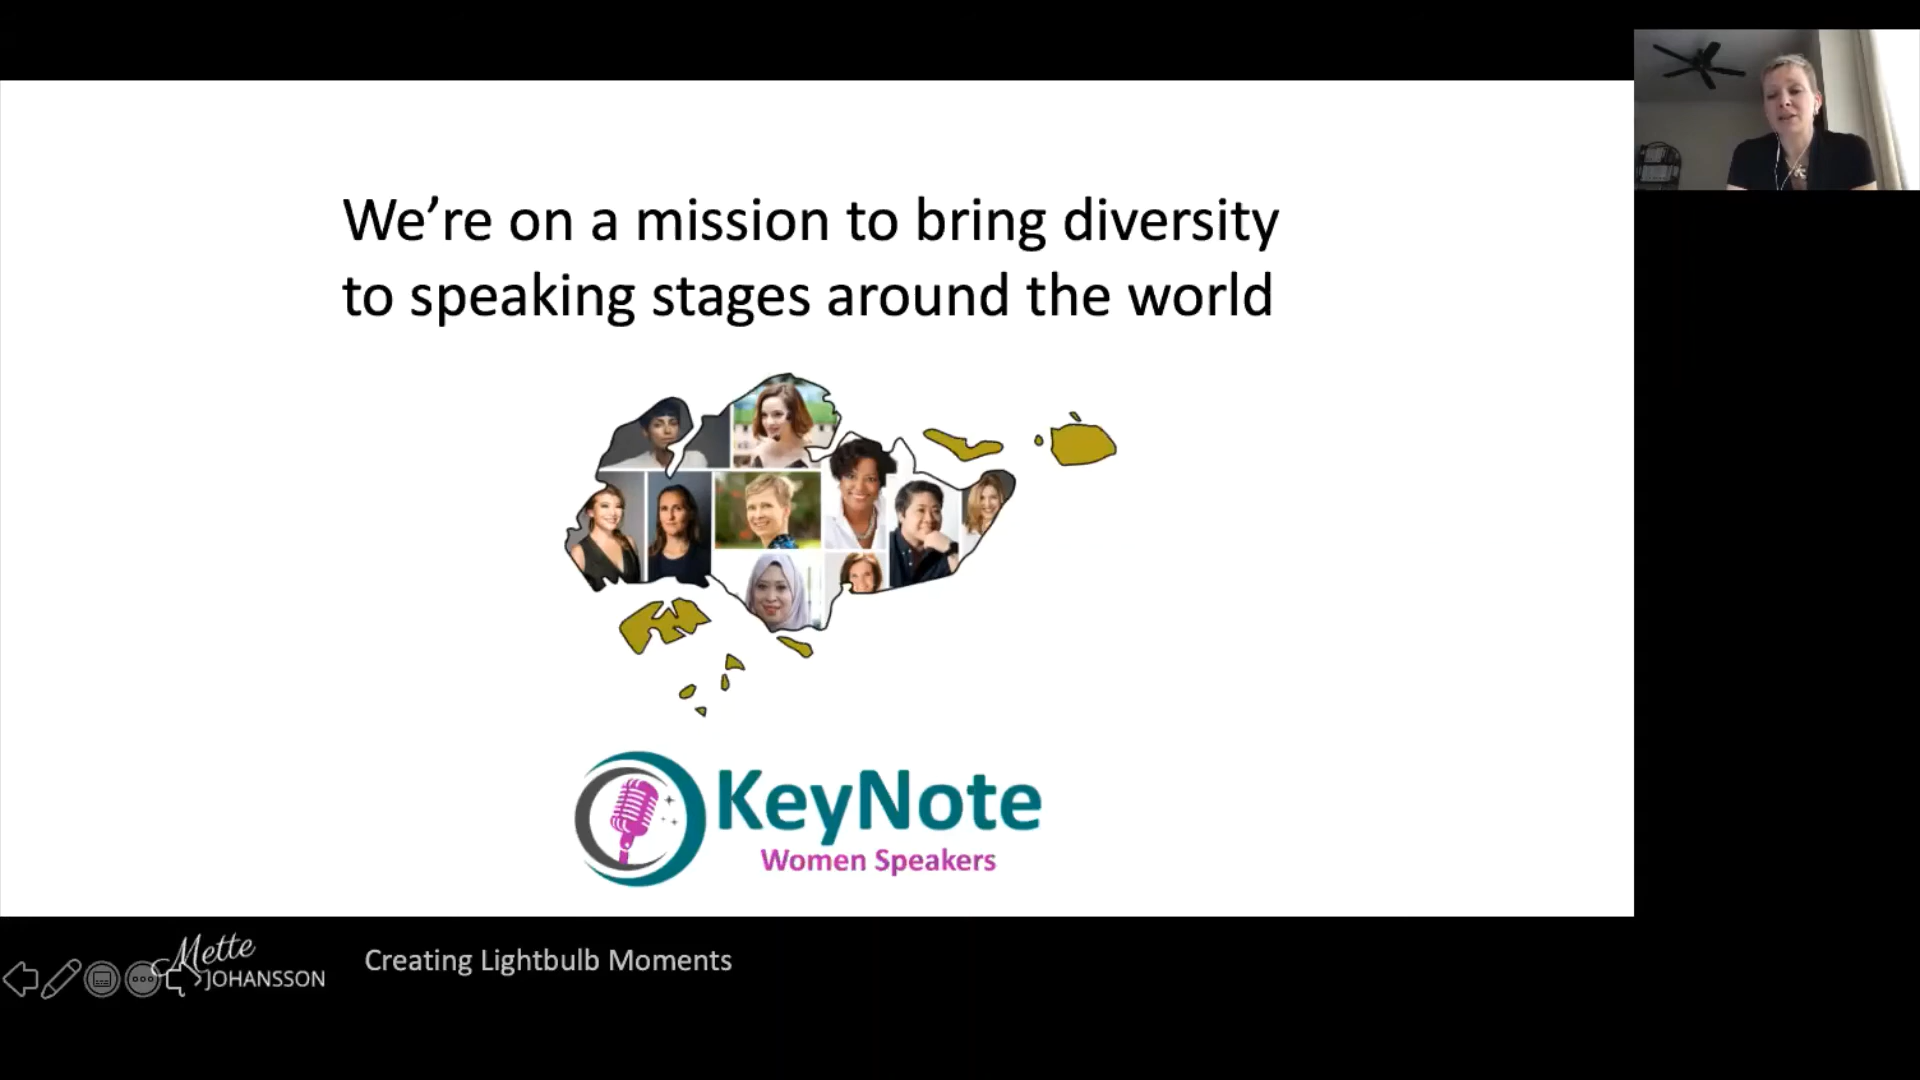 We’re on a mission to bring diversity
to speaking stages around the world
KeyNote
Women Speakers
Mette
JOHANSSON
Creating Lightbulb Moments